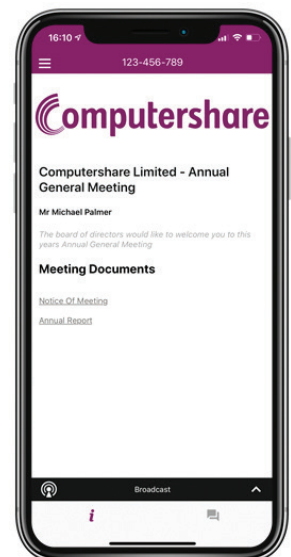 16:10
123-456-789
Computershare
Computershare Limited - Annual
General Meeting
Mr Michael Palmer
The board of directors would like to welcome you to this
years Annual General Meeting
Meeting Documents
Notice Of Meeting
Annual Report
Broadcast
i